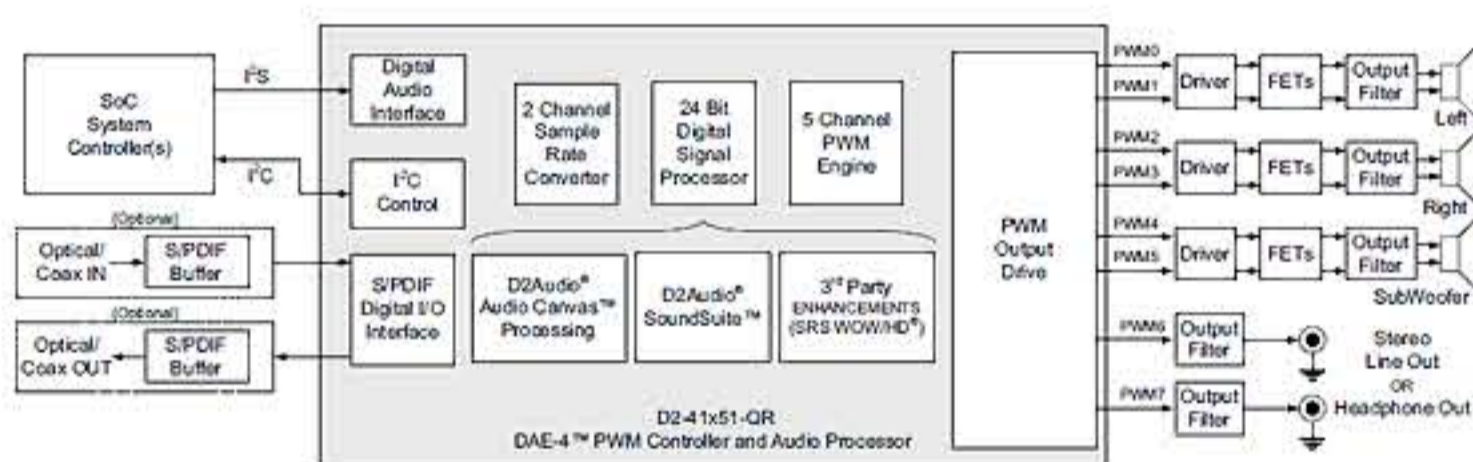 SoC
System
Controller(s)
I²S
I²C
(Optional)
Optical/
Coax IN
S/PDIF
Buffer
(Optional)
Optical/
Coax OUT
S/PDIF
Buffer
Digital
Audio
Interface
I²C
Control
S/PDIF
Digital I/O
Interface
2 Channel
Sample
Rate
Converter
24 Bit
Digital
Signal
Processor
5 Channel
PWM
Engine
D2Audio®
Audio Canvas™
Processing
D2Audio®
SoundSuite™
3rd Party
ENHANCEMENTS
(SRS WOW/HD®)
D2-41x51-QR
DAE-4™ PWM Controller and Audio Processor
PWM
Output
Drive
PWM0
PWM1
Driver
FETs
Output
Filter
Left
PWM2
PWM3
Driver
FETs
Output
Filter
Right
PWM4
PWM5
Driver
FETs
Output
Filter
SubWoofer
PWM6
Output
Filter
PWM7
Output
Filter
Stereo
Line Out
OR
Headphone Out